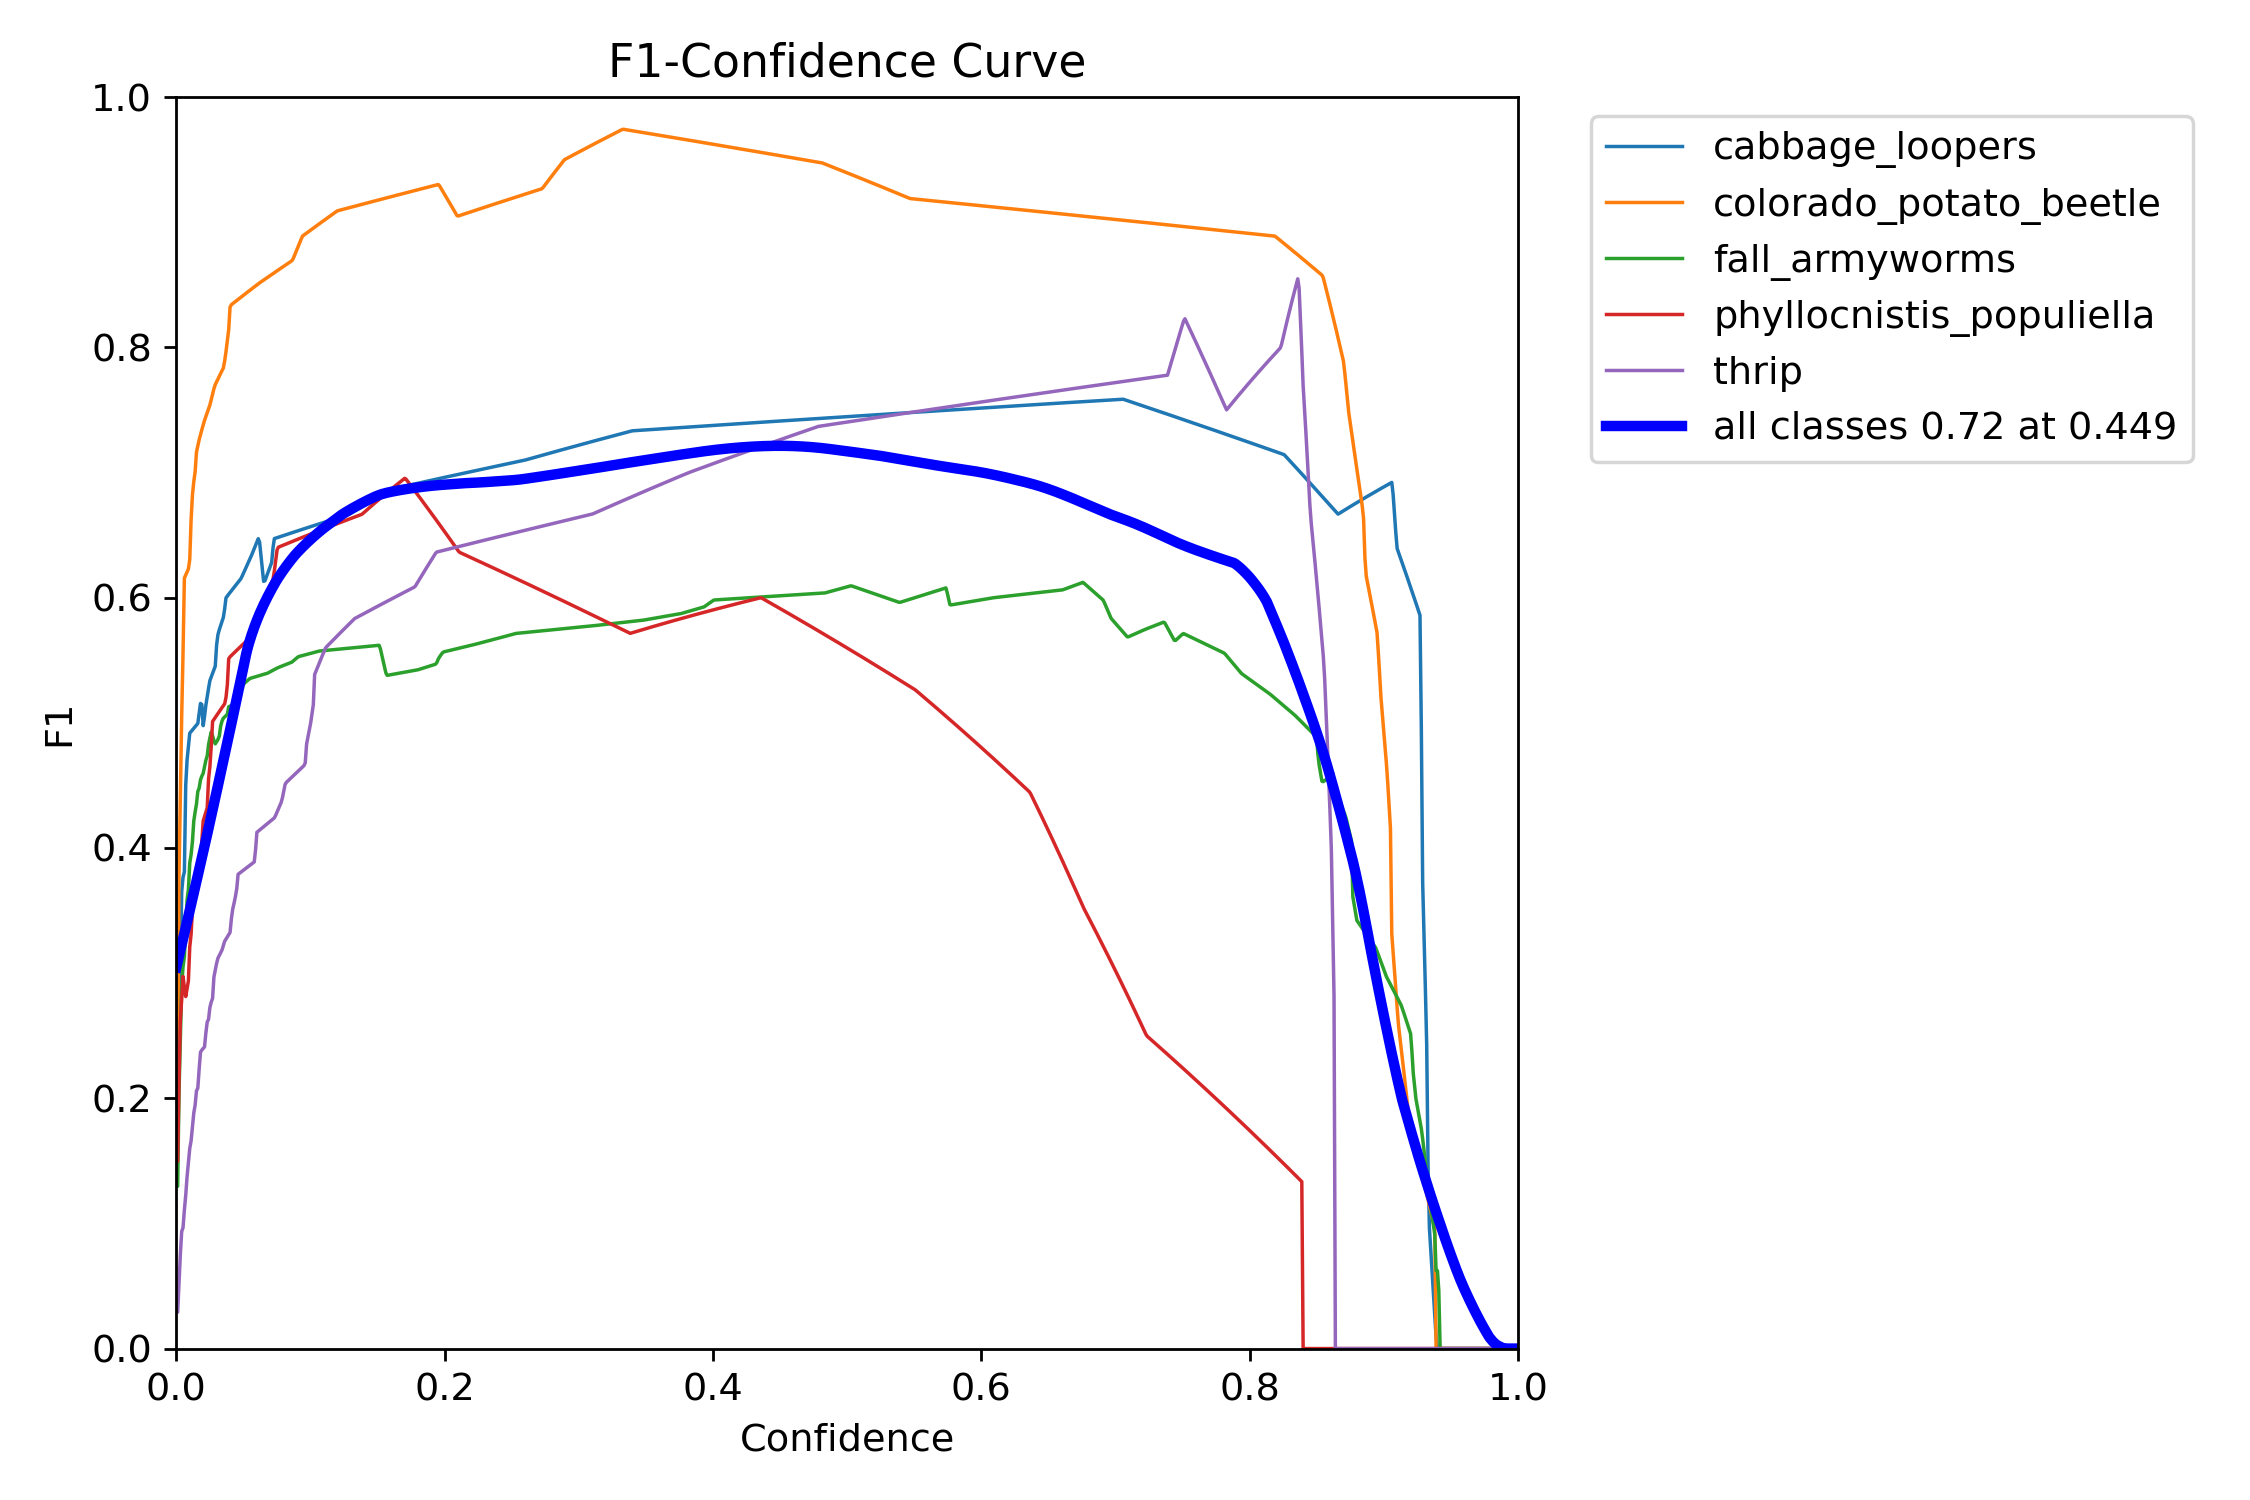 F1-Confidence Curve
1.0
0.8
0.6
0.4
0.2
0.0
F1
0.0 0.2 0.4 0.6 0.8 1.0
Confidence
cabbage_loopers
colorado_potato_beetle
fall_armyworms
phyllocnistis_populiella
thrip
all classes 0.72 at 0.449